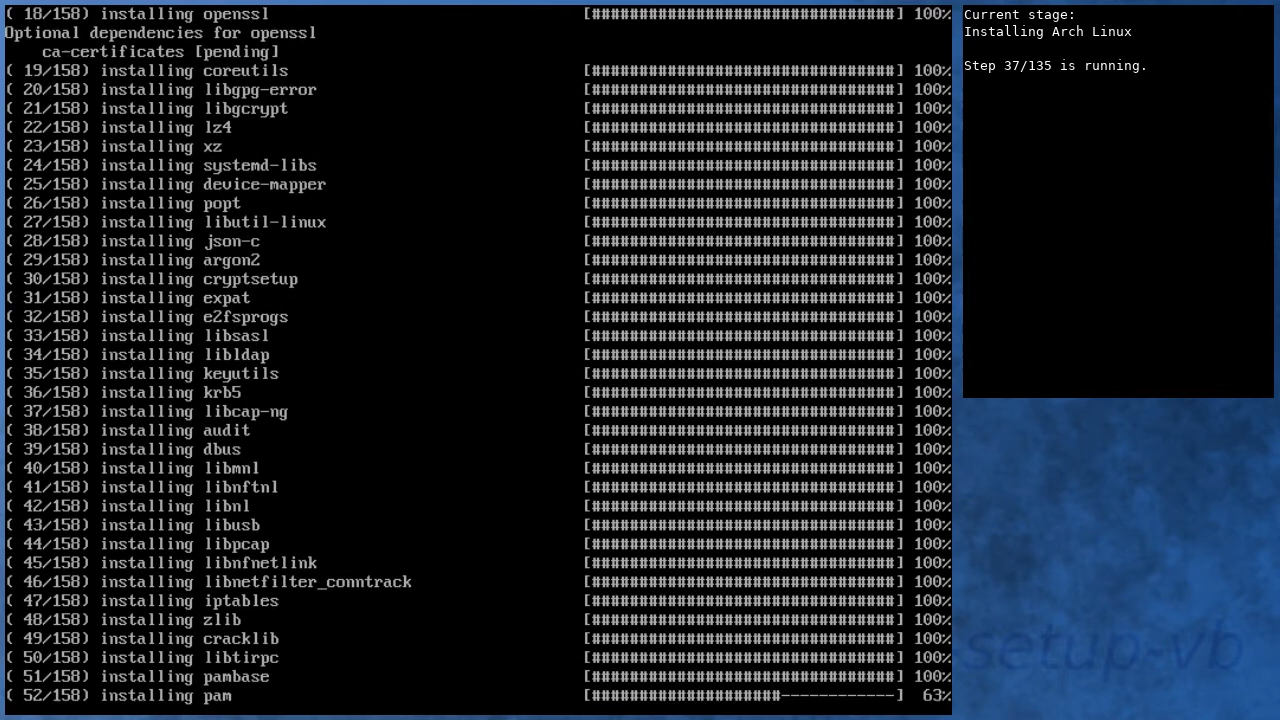 ( 18/158) installing openssl [################################] 100%
Optional dependencies for openssl
ca-certificates [pending]
( 19/158) installing coreutils [################################] 100%
( 20/158) installing libgpg-error [################################] 100%
( 21/158) installing libgcrypt [################################] 100%
( 22/158) installing lz4 [################################] 100%
( 23/158) installing xz [################################] 100%
( 24/158) installing systemd-libs [################################] 100%
( 25/158) installing device-mapper [################################] 100%
( 26/158) installing popt [################################] 100%
( 27/158) installing libutil-linux [################################] 100%
( 28/158) installing json-c [################################] 100%
( 29/158) installing argon2 [################################] 100%
( 30/158) installing cryptsetup [################################] 100%
( 31/158) installing expat [################################] 100%
( 32/158) installing e2fsprogs [################################] 100%
( 33/158) installing libsasl [################################] 100%
( 34/158) installing libldap [################################] 100%
( 35/158) installing keyutils [################################] 100%
( 36/158) installing krb5 [################################] 100%
( 37/158) installing libcap-ng [################################] 100%
( 38/158) installing audit [################################] 100%
( 39/158) installing dbus [################################] 100%
( 40/158) installing libmnl [################################] 100%
( 41/158) installing libnftnl [################################] 100%
( 42/158) installing libnl [################################] 100%
( 43/158) installing libusb [################################] 100%
( 44/158) installing libpcap [################################] 100%
( 45/158) installing libnfnetlink [################################] 100%
( 46/158) installing libnetfilter_conntrack [################################] 100%
( 47/158) installing iptables [################################] 100%
( 48/158) installing zlib [################################] 100%
( 49/158) installing cracklib [################################] 100%
( 50/158) installing libtirpc [################################] 100%
( 51/158) installing pambase [################################] 100%
( 52/158) installing pam [####################------------] 63%
Current stage:
Installing Arch Linux
Step 37/135 is running.
setup-vb